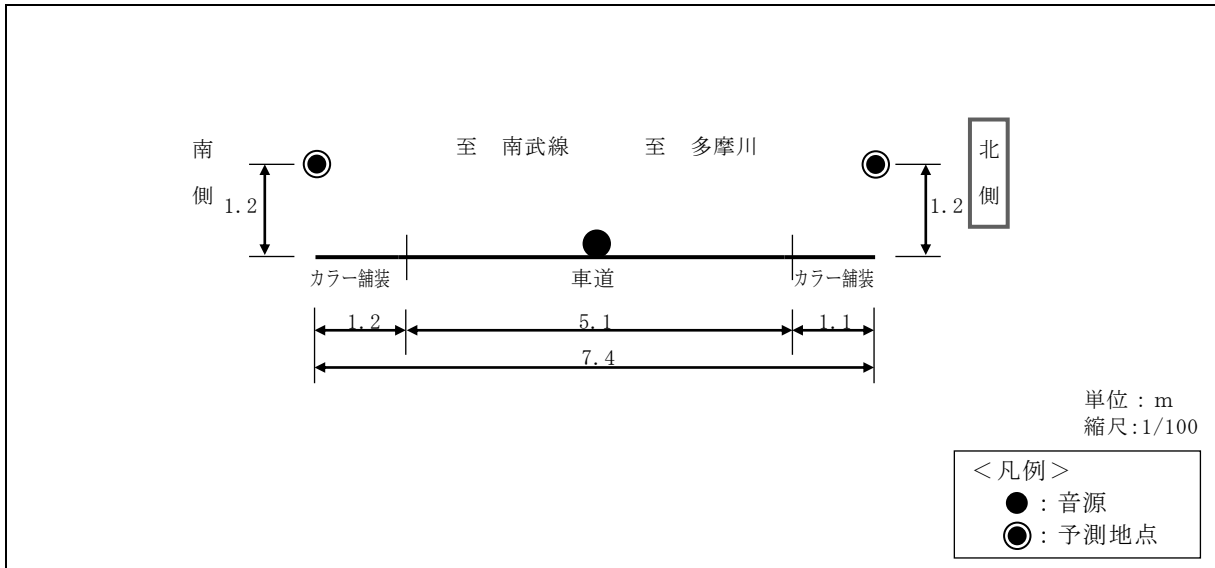 南側
1.2
至 南武線 至 多摩川
北側
1.2
カラー舗装 車道 カラー舗装
1.2 5.1 1.1
7.4
単位：m
縮尺:1/100
＜凡例＞
：音源
：予測地点